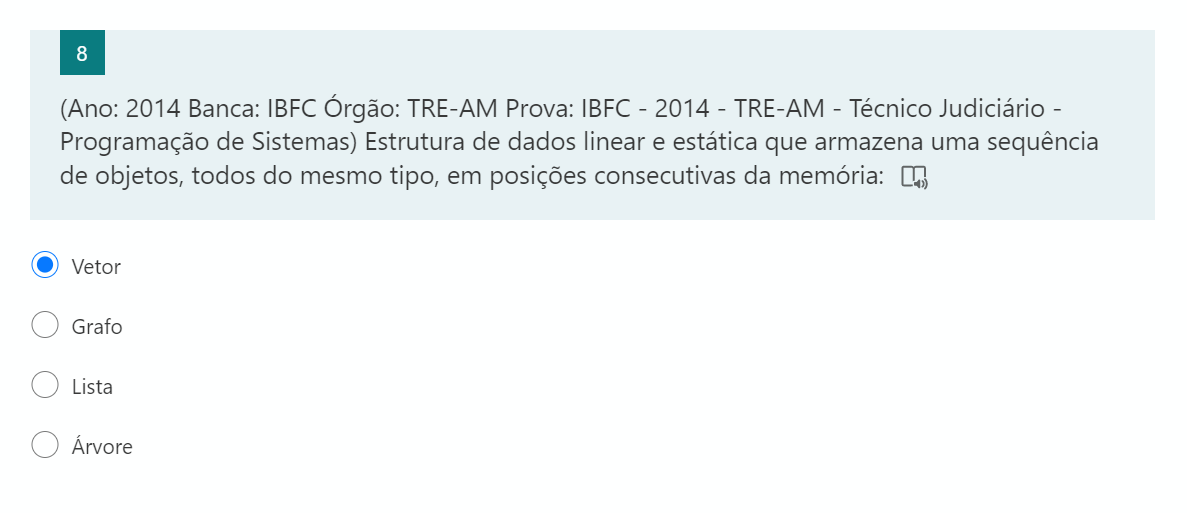 8
(Ano: 2014 Banca: IBFC Órgão: TRE-AM Prova: IBFC - 2014 - TRE-AM - Técnico Judiciário -
Programação de Sistemas) Estrutura de dados linear e estática que armazena uma sequência
de objetos, todos do mesmo tipo, em posições consecutivas da memória:
Vetor
Grafo
Lista
Árvore